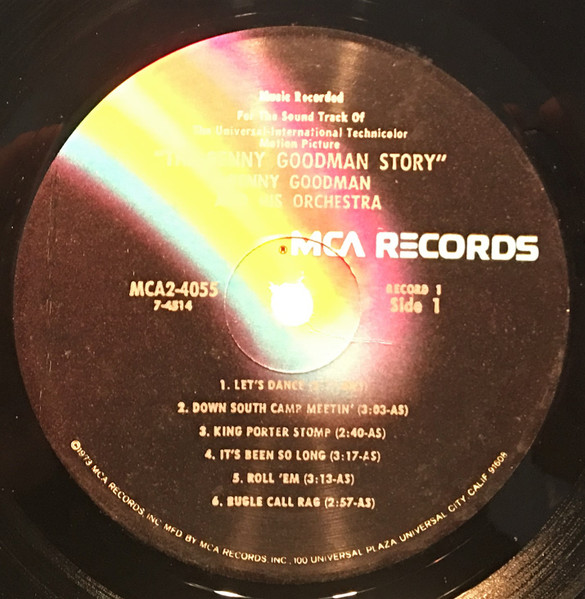 Music Recorded
For The Sound Track Of
The Universal-International Technicolor
Motion Picture
"THE BENNY GOODMAN STORY"
BENNY GOODMAN
AND HIS ORCHESTRA
® MCA RECORDS
MCA2-4055
7-4514
RECORD 1
Side 1
1. LET'S DANCE
2. DOWN SOUTH CAMP MEETIN' (3:03-AS)
3. KING PORTER STOMP (2:40-AS)
4. IT'S BEEN SO LONG (3:17-AS)
5. ROLL 'EM (3:13-AS)
6. BUGLE CALL RAG (2:57-AS)
©1973 MCA RECORDS, INC. MFD BY MCA RECORDS, INC., 100 UNIVERSAL PLAZA UNIVERSAL CITY CALIF 91608